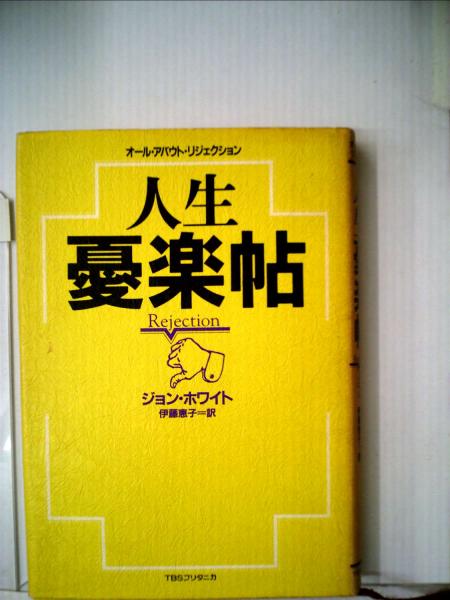 オール・アバウト・リジェクション
人生
憂楽帖
Rejection
ジョン・ホワイト
伊藤恵子=訳
TBSブリタニカ